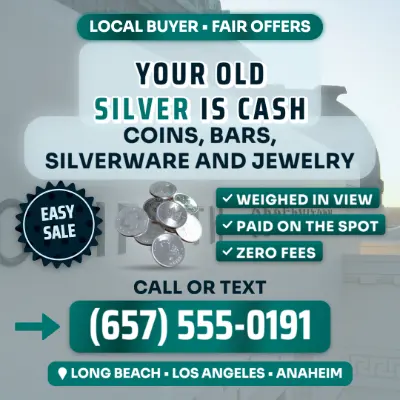 LOCAL BUYER • FAIR OFFERS
YOUR OLD
SILVER IS CASH
COINS, BARS,
SILVERWARE AND JEWELRY
EASY
SALE
WEIGHED IN VIEW
PAID ON THE SPOT
ZERO FEES
CALL OR TEXT
(657) 555-0191
LONG BEACH • LOS ANGELES • ANAHEIM